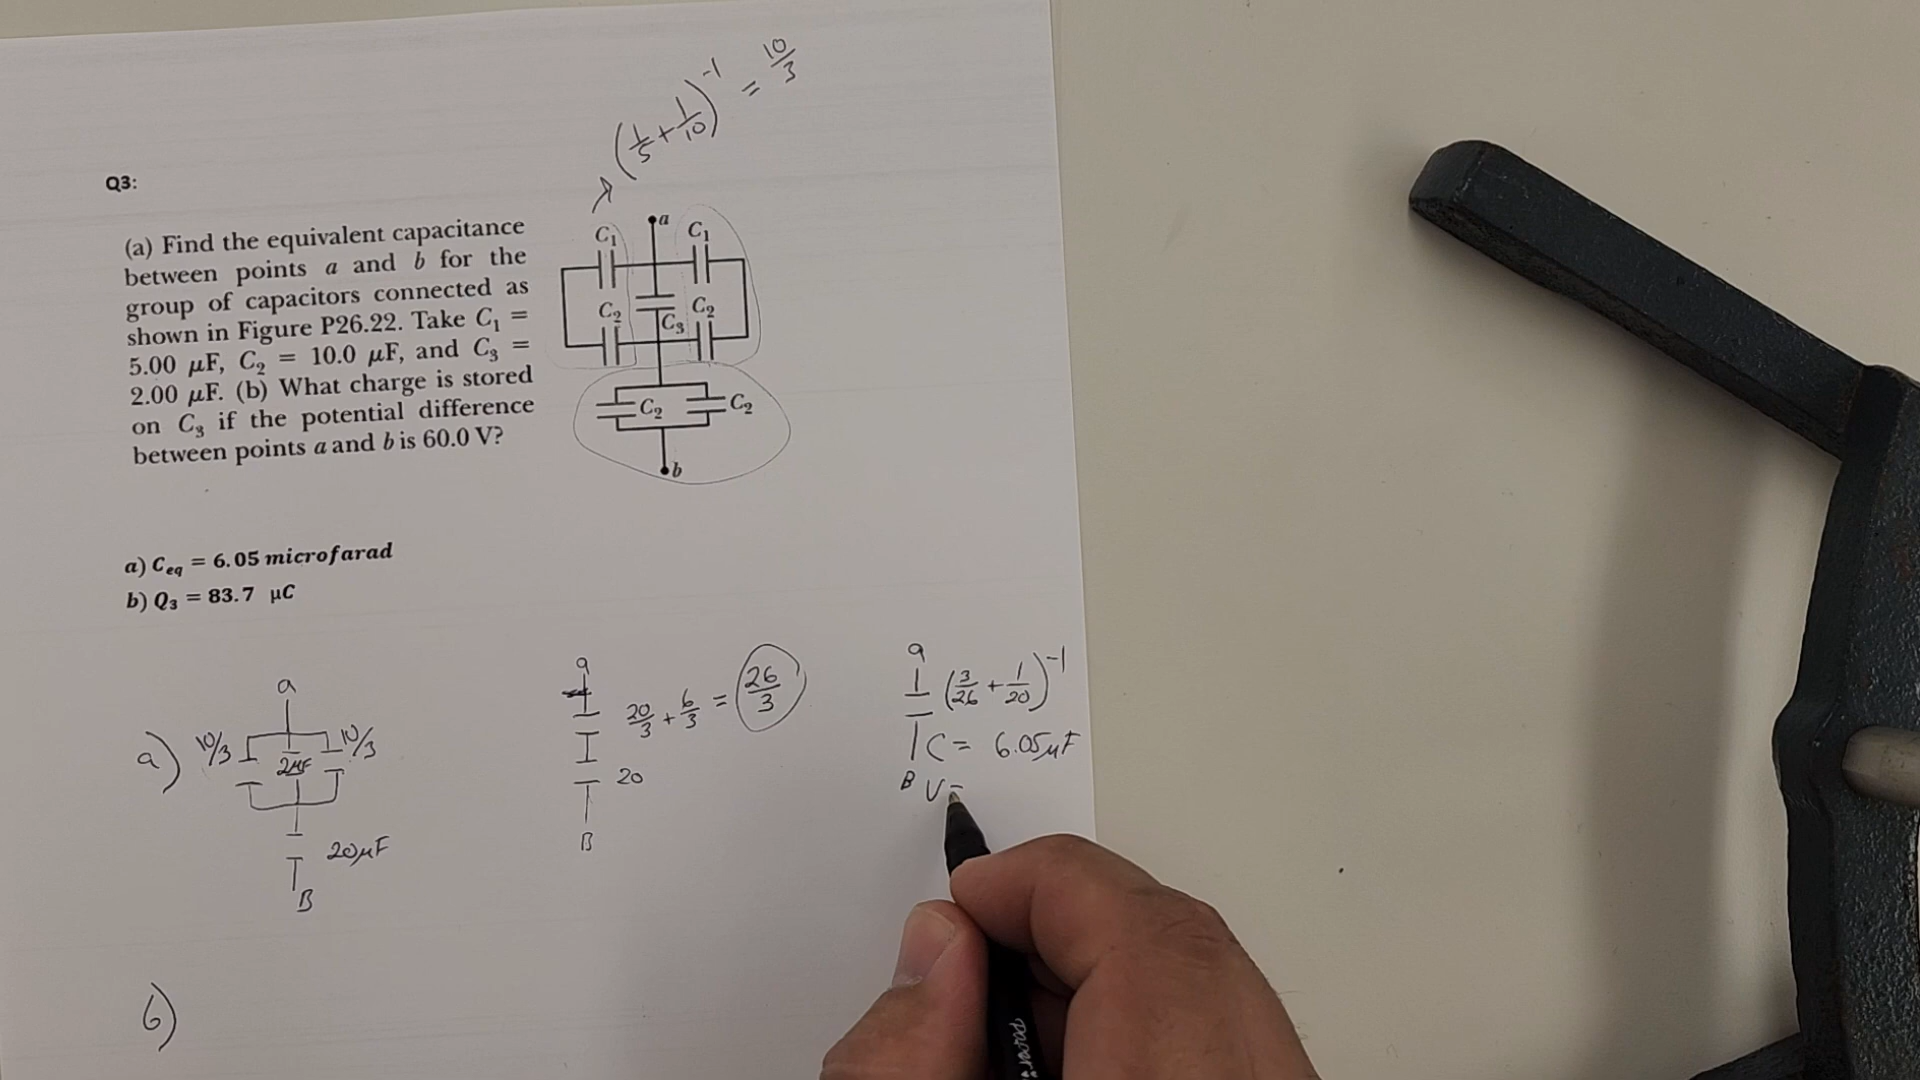 (1/5 + 1/10)⁻¹ = 10/3
Q3:
(a) Find the equivalent capacitance
between points a and b for the
group of capacitors connected as
shown in Figure P26.22. Take C₁ =
5.00 μF, C₂ = 10.0 μF, and C₃ =
2.00 μF. (b) What charge is stored
on C₃ if the potential difference
between points a and b is 60.0 V?
a
C₁ C₁
C₂ C₃ C₂
C₂ C₂
b
a) Ceq = 6.05 microfarad
b) Q₃ = 83.7 μC
a)
a
10/3 2μF 10/3
20μF
B
a
20/3 + 6/3 = 26/3
20
B
a
(3/26 + 1/20)⁻¹
C = 6.05μF
B V=
b)